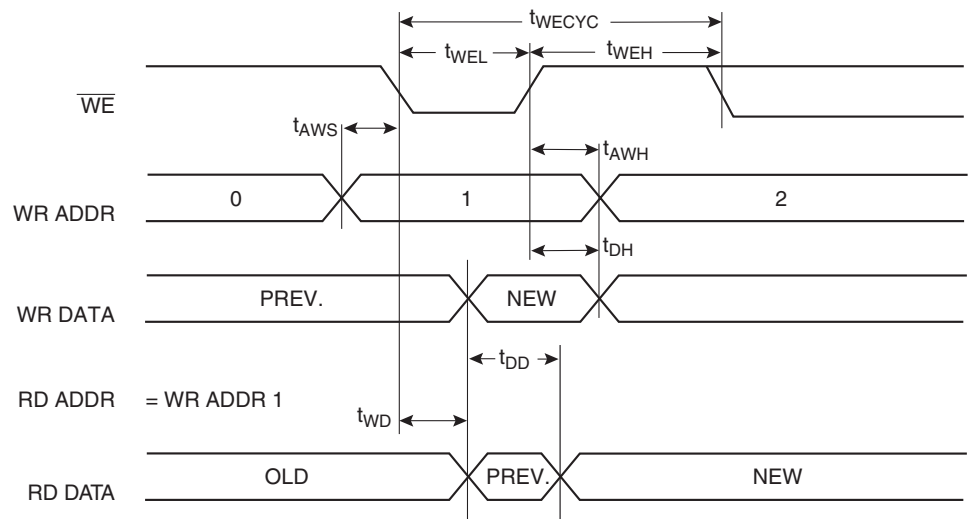 tWECYC
tWEL
tWEH
WE
tAWS
tAWH
WR ADDR
0
1
2
tDH
WR DATA
PREV.
NEW
tDD
RD ADDR = WR ADDR 1
tWD
RD DATA
OLD
PREV.
NEW